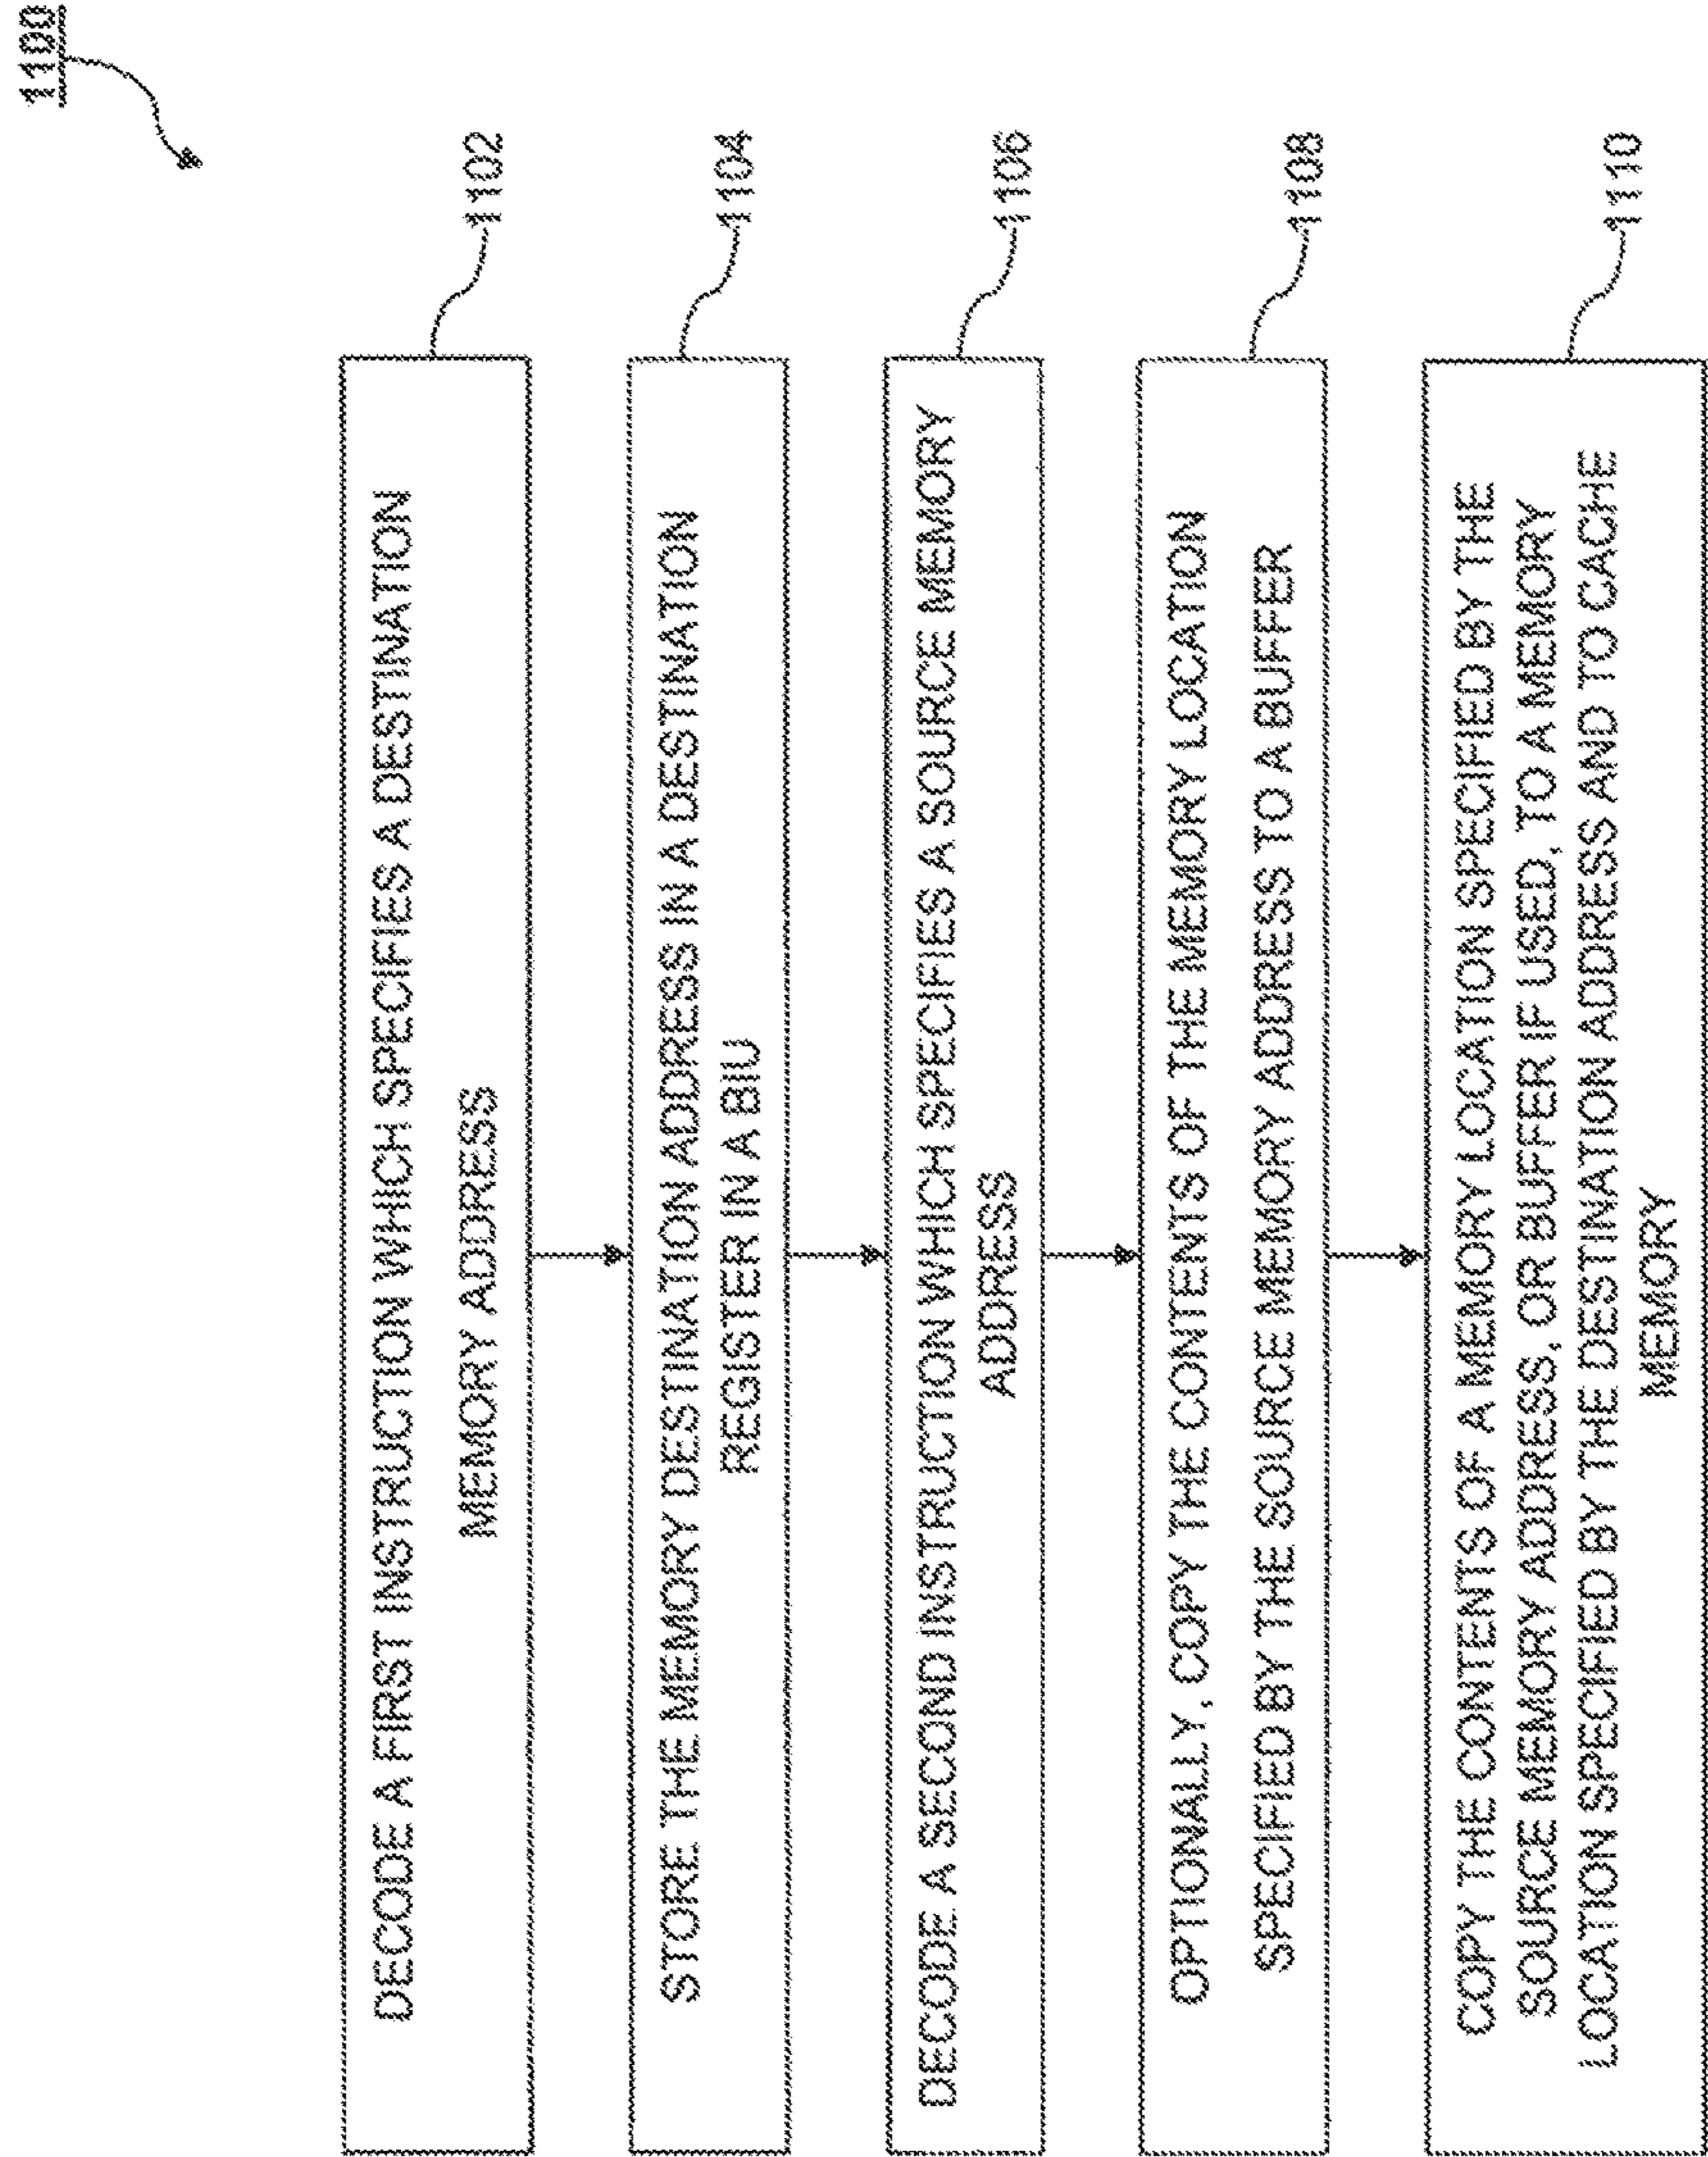 1100
DECODE A FIRST INSTRUCTION WHICH SPECIFIES A DESTINATION
MEMORY ADDRESS
1102
STORE THE MEMORY DESTINATION ADDRESS IN A DESTINATION
REGISTER IN A BIU
1104
DECODE A SECOND INSTRUCTION WHICH SPECIFIES A SOURCE MEMORY
ADDRESS
1106
OPTIONALLY, COPY THE CONTENTS OF THE MEMORY LOCATION
SPECIFIED BY THE SOURCE MEMORY ADDRESS TO A BUFFER
1108
COPY THE CONTENTS OF A MEMORY LOCATION SPECIFIED BY THE
SOURCE MEMORY ADDRESS, OR BUFFER IF USED, TO A MEMORY
LOCATION SPECIFIED BY THE DESTINATION ADDRESS AND TO CACHE
MEMORY
1110